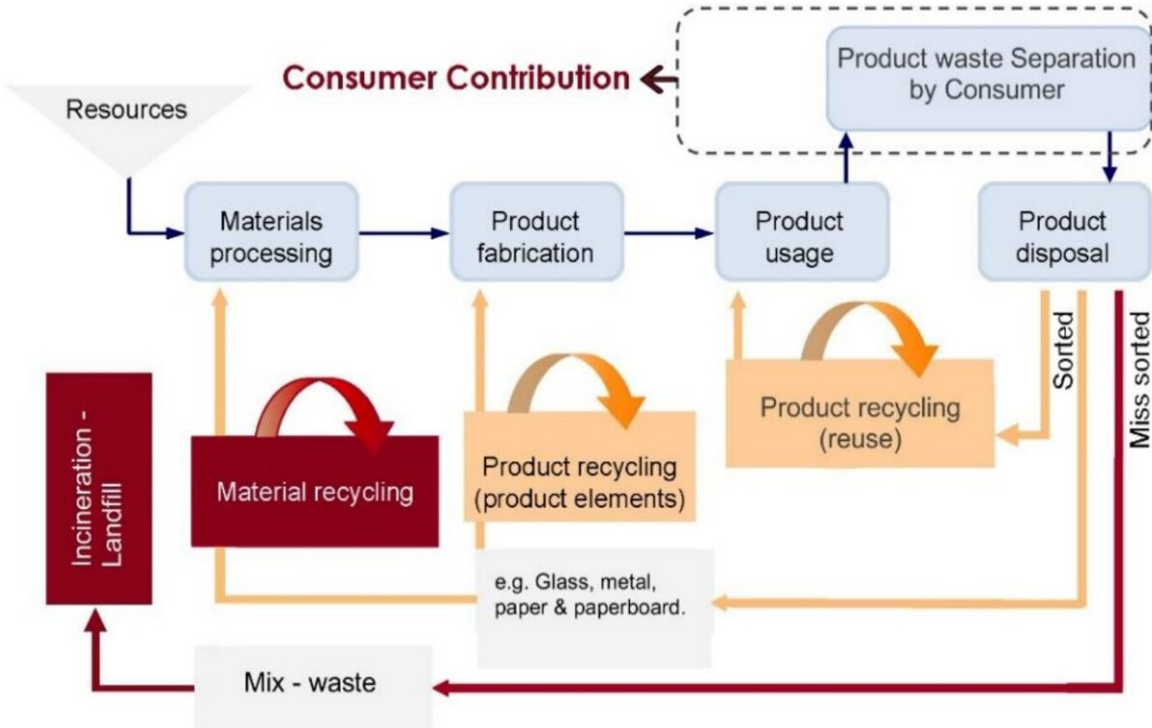 Product waste Separation
by Consumer
Consumer Contribution
Resources
Materials
processing
Product
fabrication
Product
usage
Product
disposal
Sorted
Miss sorted
Product recycling
(reuse)
Incineration -
Landfill
Material recycling
Product recycling
(product elements)
e.g. Glass, metal,
paper & paperboard.
Mix - waste